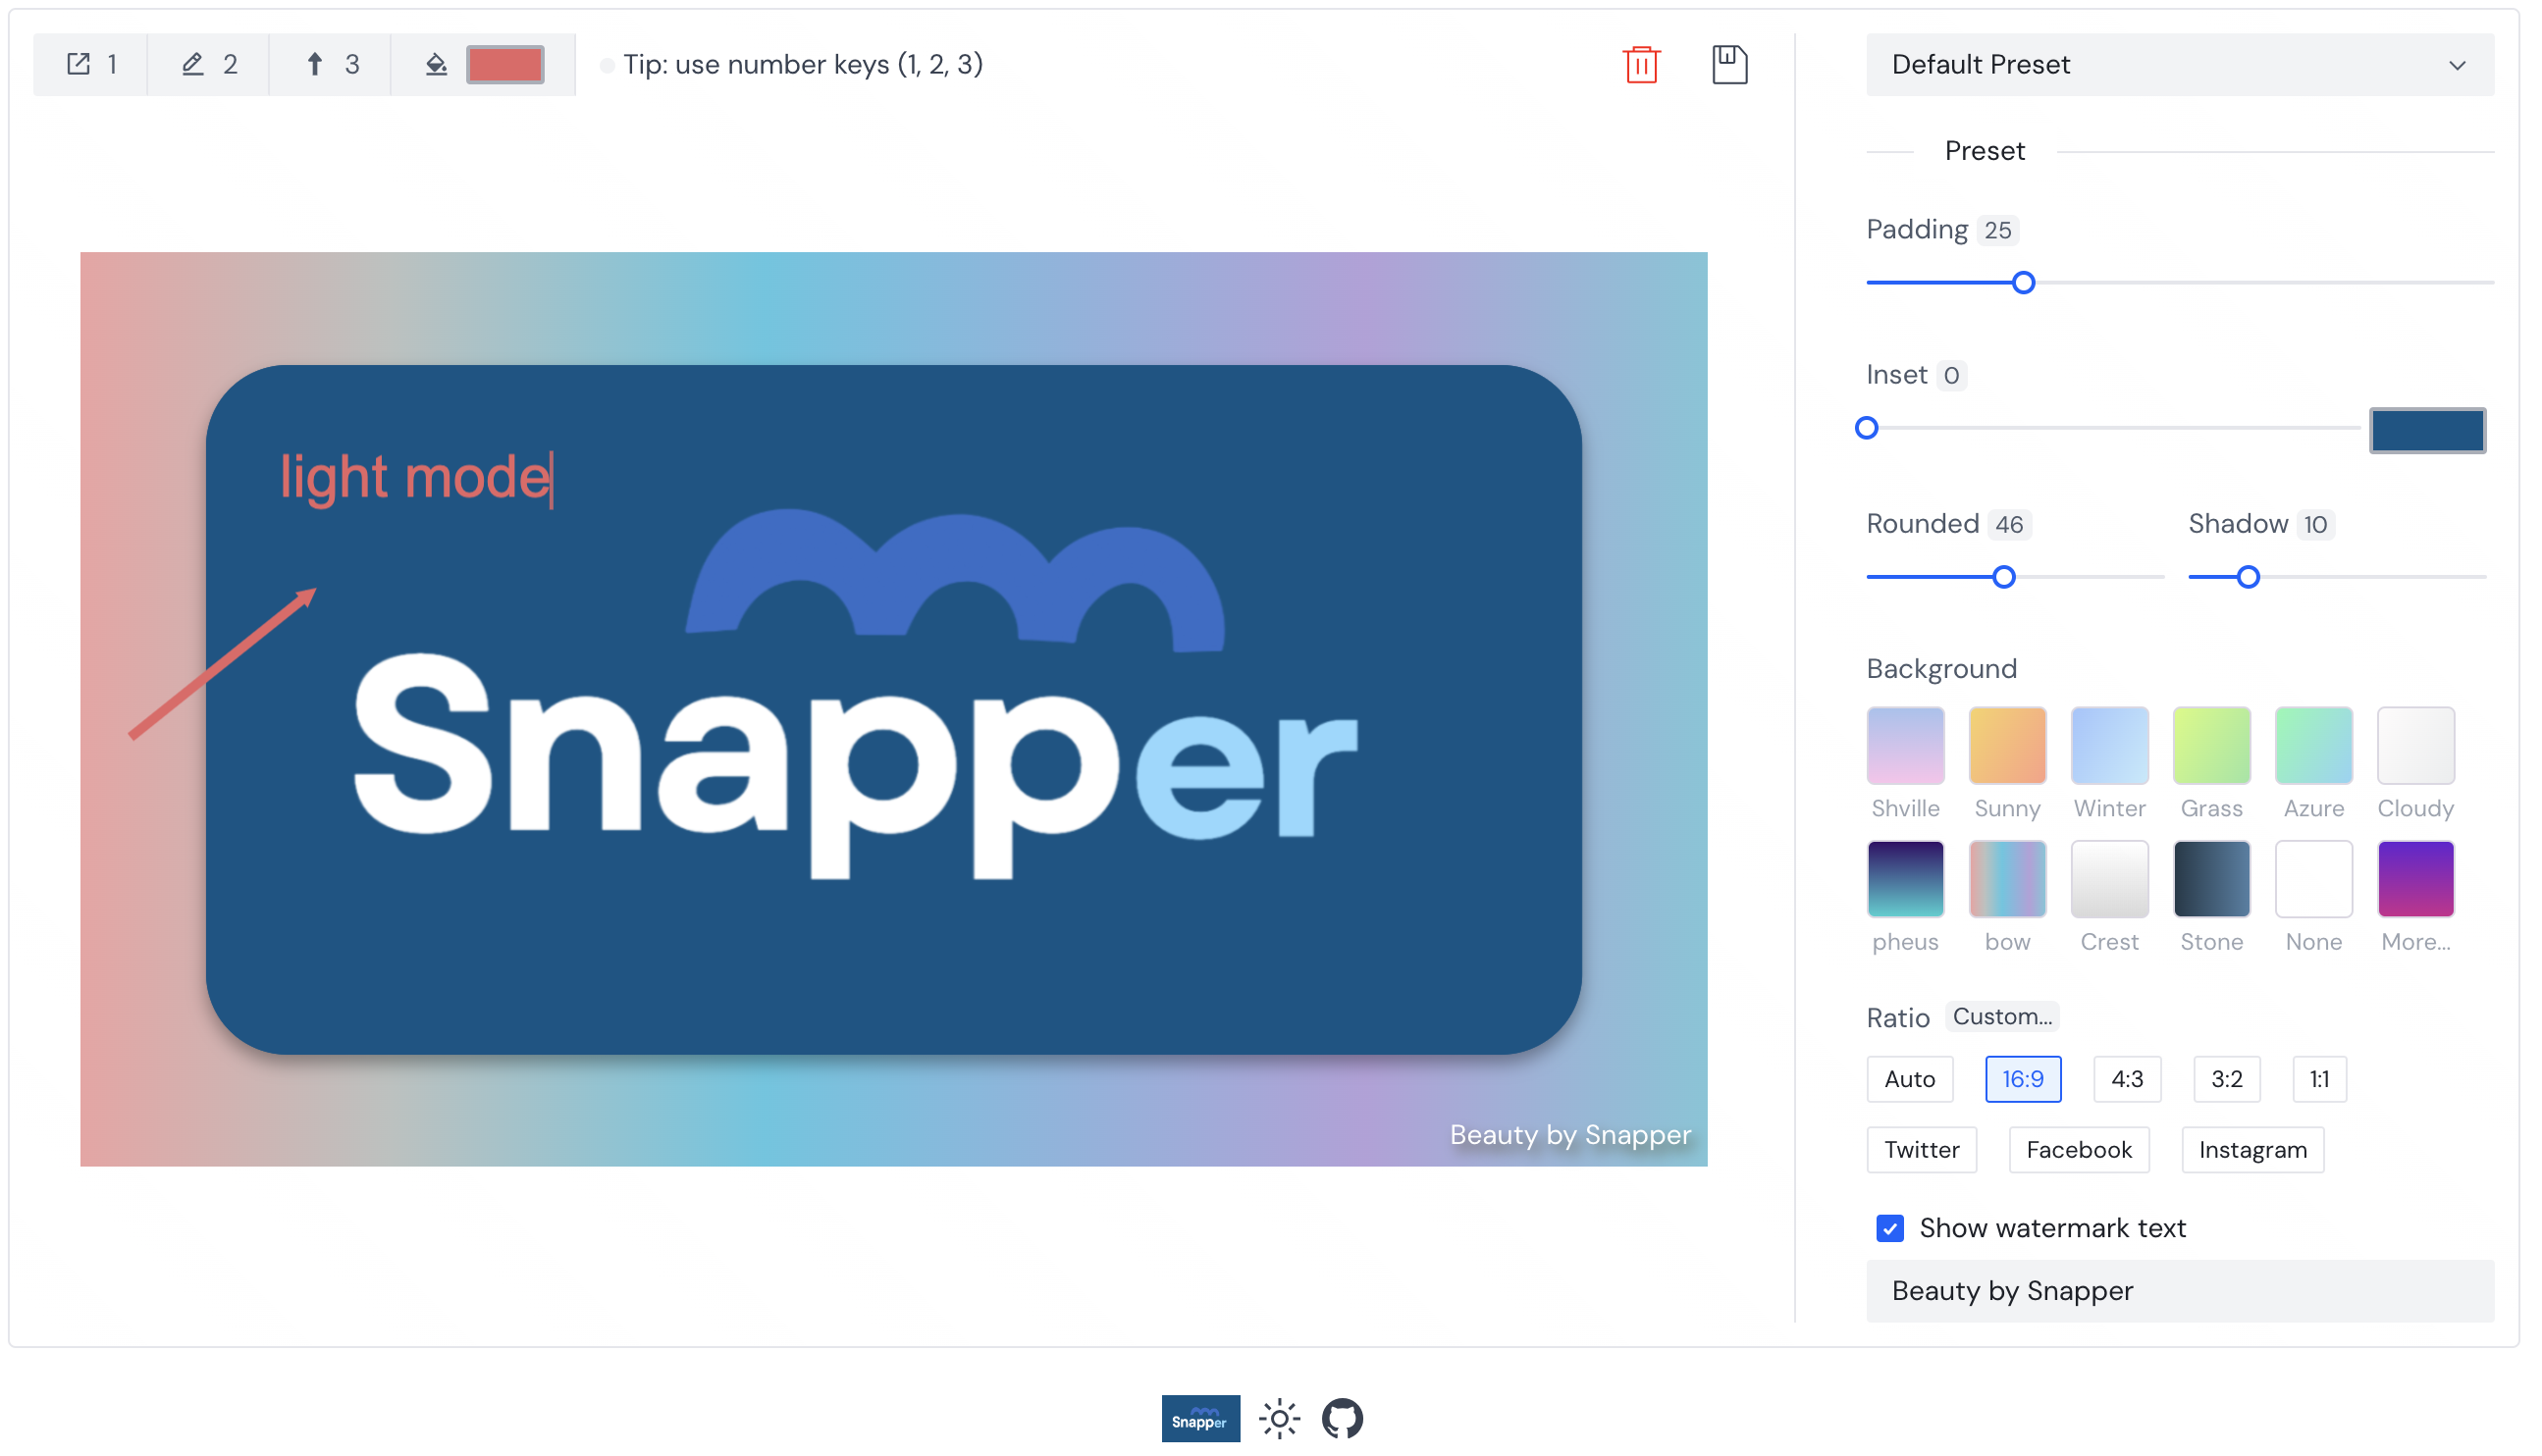 1 2 3 Tip: use number keys (1, 2, 3)
light mode
Snapper
Beauty by Snapper
Default Preset
Preset
Padding 25
Inset 0
Rounded 46 Shadow 10
Background
Shville Sunny Winter Grass Azure Cloudy
pheus bow Crest Stone None More...
Ratio Custom...
Auto 16:9 4:3 3:2 1:1
Twitter Facebook Instagram
Show watermark text
Beauty by Snapper
Snapper